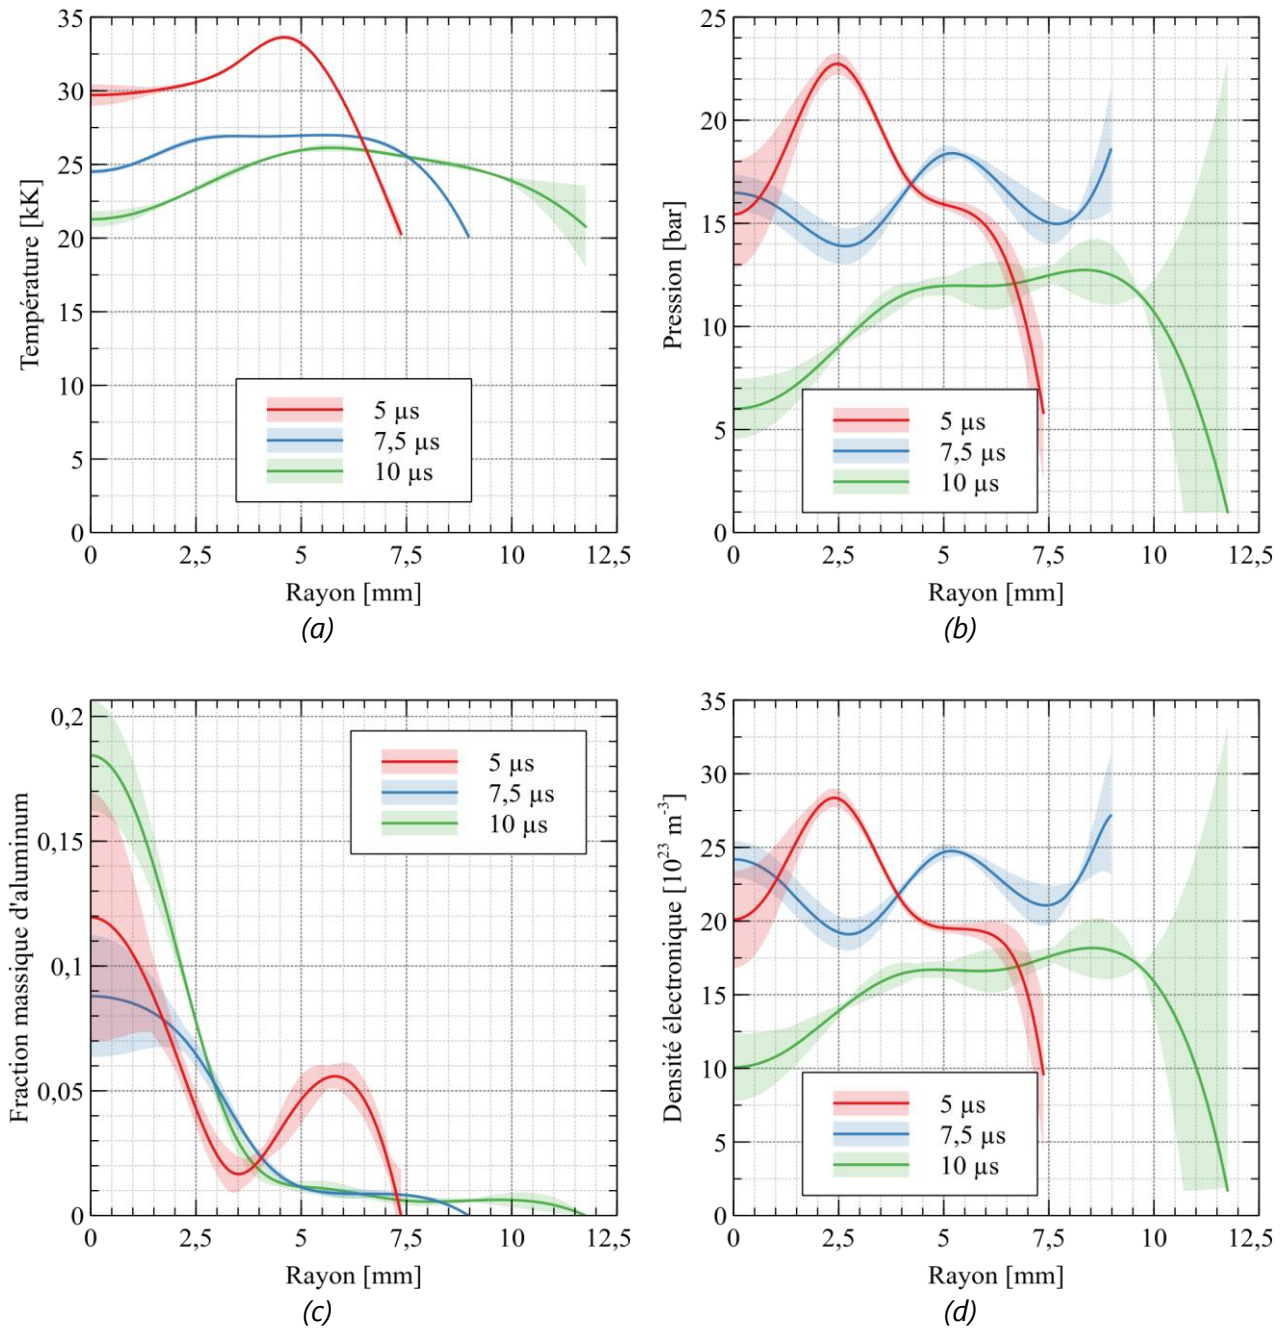 35
30
25
20
15
10
5
0
Température [kK]
5 µs
7,5 µs
10 µs
0 2,5 5 7,5 10 12,5
Rayon [mm]
(a)
25
20
15
10
5
0
Pression [bar]
5 µs
7,5 µs
10 µs
0 2,5 5 7,5 10 12,5
Rayon [mm]
(b)
0,2
0,15
0,1
0,05
0
Fraction massique d'aluminum
5 µs
7,5 µs
10 µs
0 2,5 5 7,5 10 12,5
Rayon [mm]
(c)
35
30
25
20
15
10
5
0
Densité électronique [10²³ m⁻³]
5 µs
7,5 µs
10 µs
0 2,5 5 7,5 10 12,5
Rayon [mm]
(d)